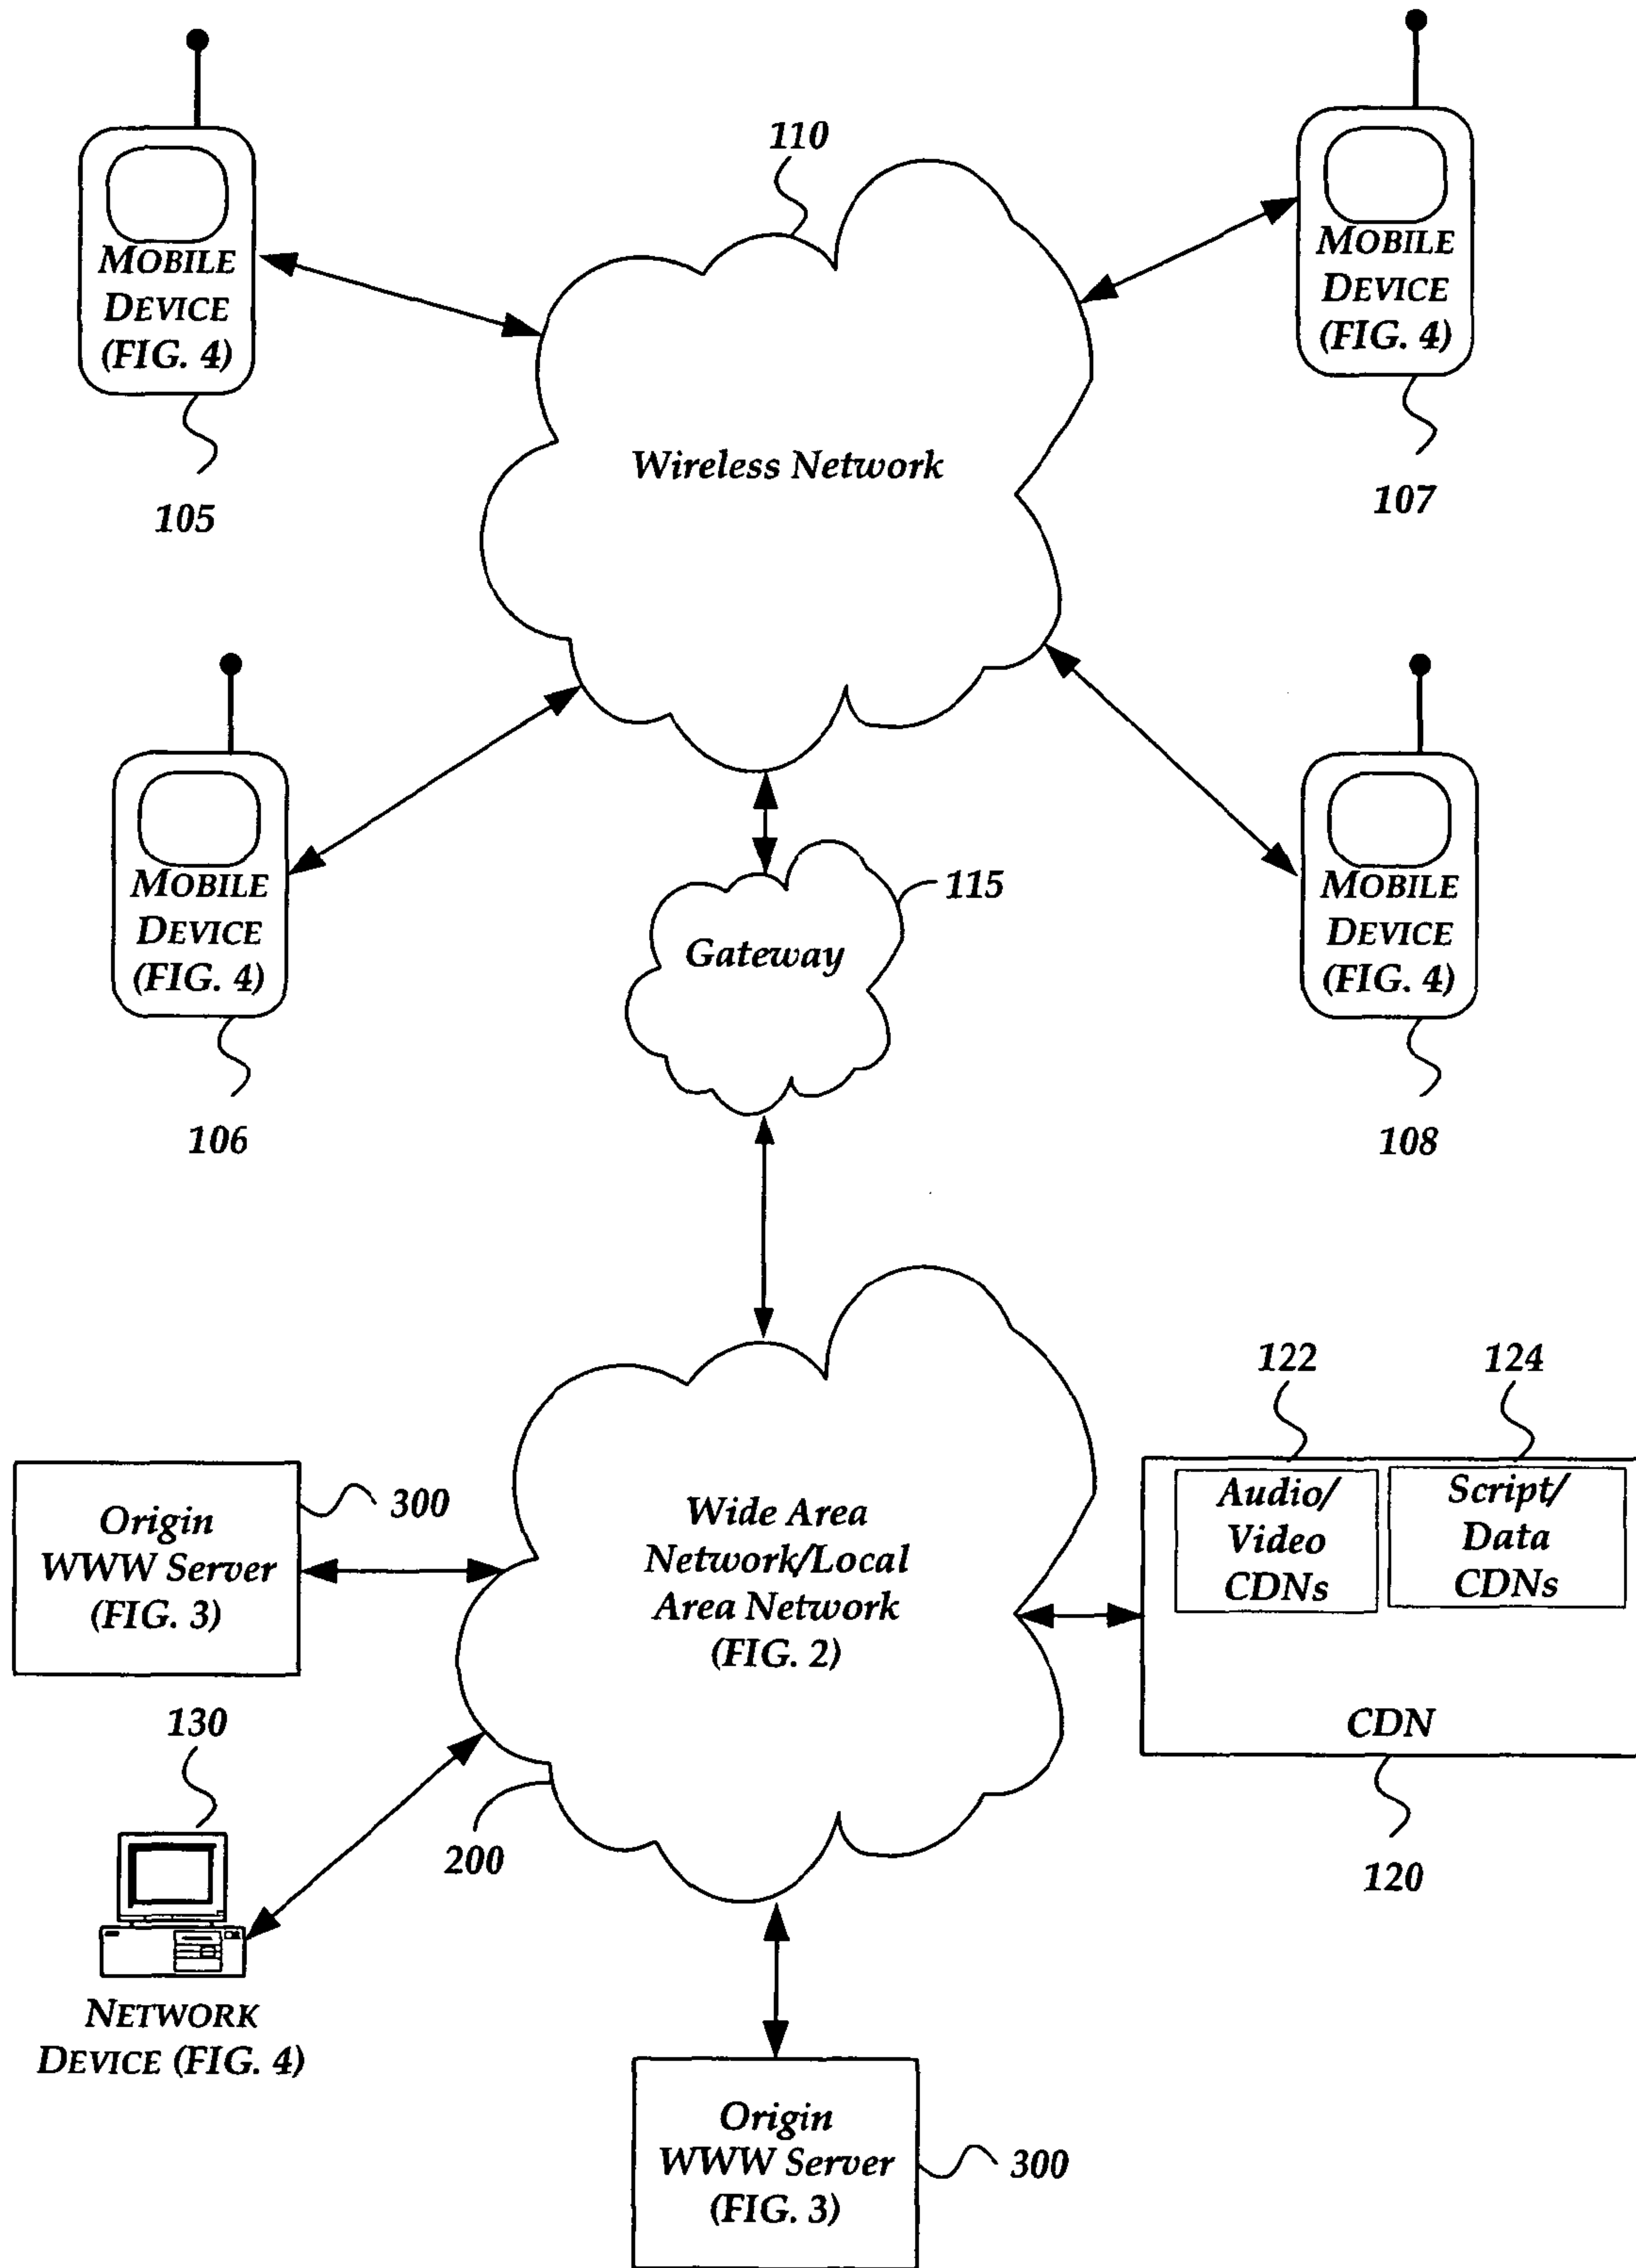 110
MOBILE
DEVICE
(FIG. 4)
105
MOBILE
DEVICE
(FIG. 4)
107
Wireless Network
MOBILE
DEVICE
(FIG. 4)
106
115
Gateway
MOBILE
DEVICE
(FIG. 4)
108
122
124
Origin
WWW Server
(FIG. 3)
300
Wide Area
Network/Local
Area Network
(FIG. 2)
Audio/
Video
CDNs
Script/
Data
CDNs
CDN
120
130
200
NETWORK
DEVICE (FIG. 4)
Origin
WWW Server
(FIG. 3)
300